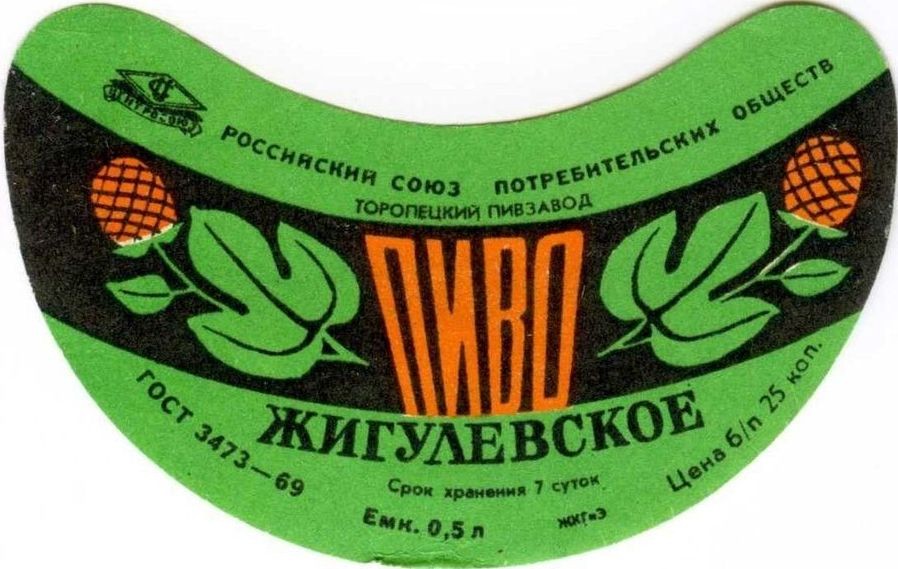 ЦЕНТРОСОЮЗ
РОССИЙСКИЙ СОЮЗ ПОТРЕБИТЕЛЬСКИХ ОБЩЕСТВ
ТОРОПЕЦКИЙ ПИВЗАВОД
ПИВО
ЖИГУЛЕВСКОЕ
ГОСТ 3473—69
Срок хранения 7 суток
Емк. 0,5 л
Цена б/п 25 коп.